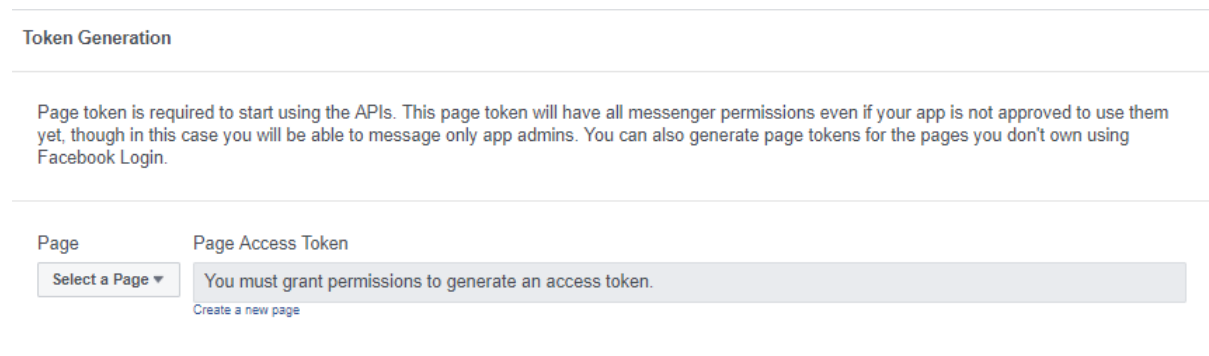 Token Generation
Page token is required to start using the APIs. This page token will have all messenger permissions even if your app is not approved to use them
yet, though in this case you will be able to message only app admins. You can also generate page tokens for the pages you don't own using
Facebook Login.
Page Page Access Token
Select a Page You must grant permissions to generate an access token.
Create a new page